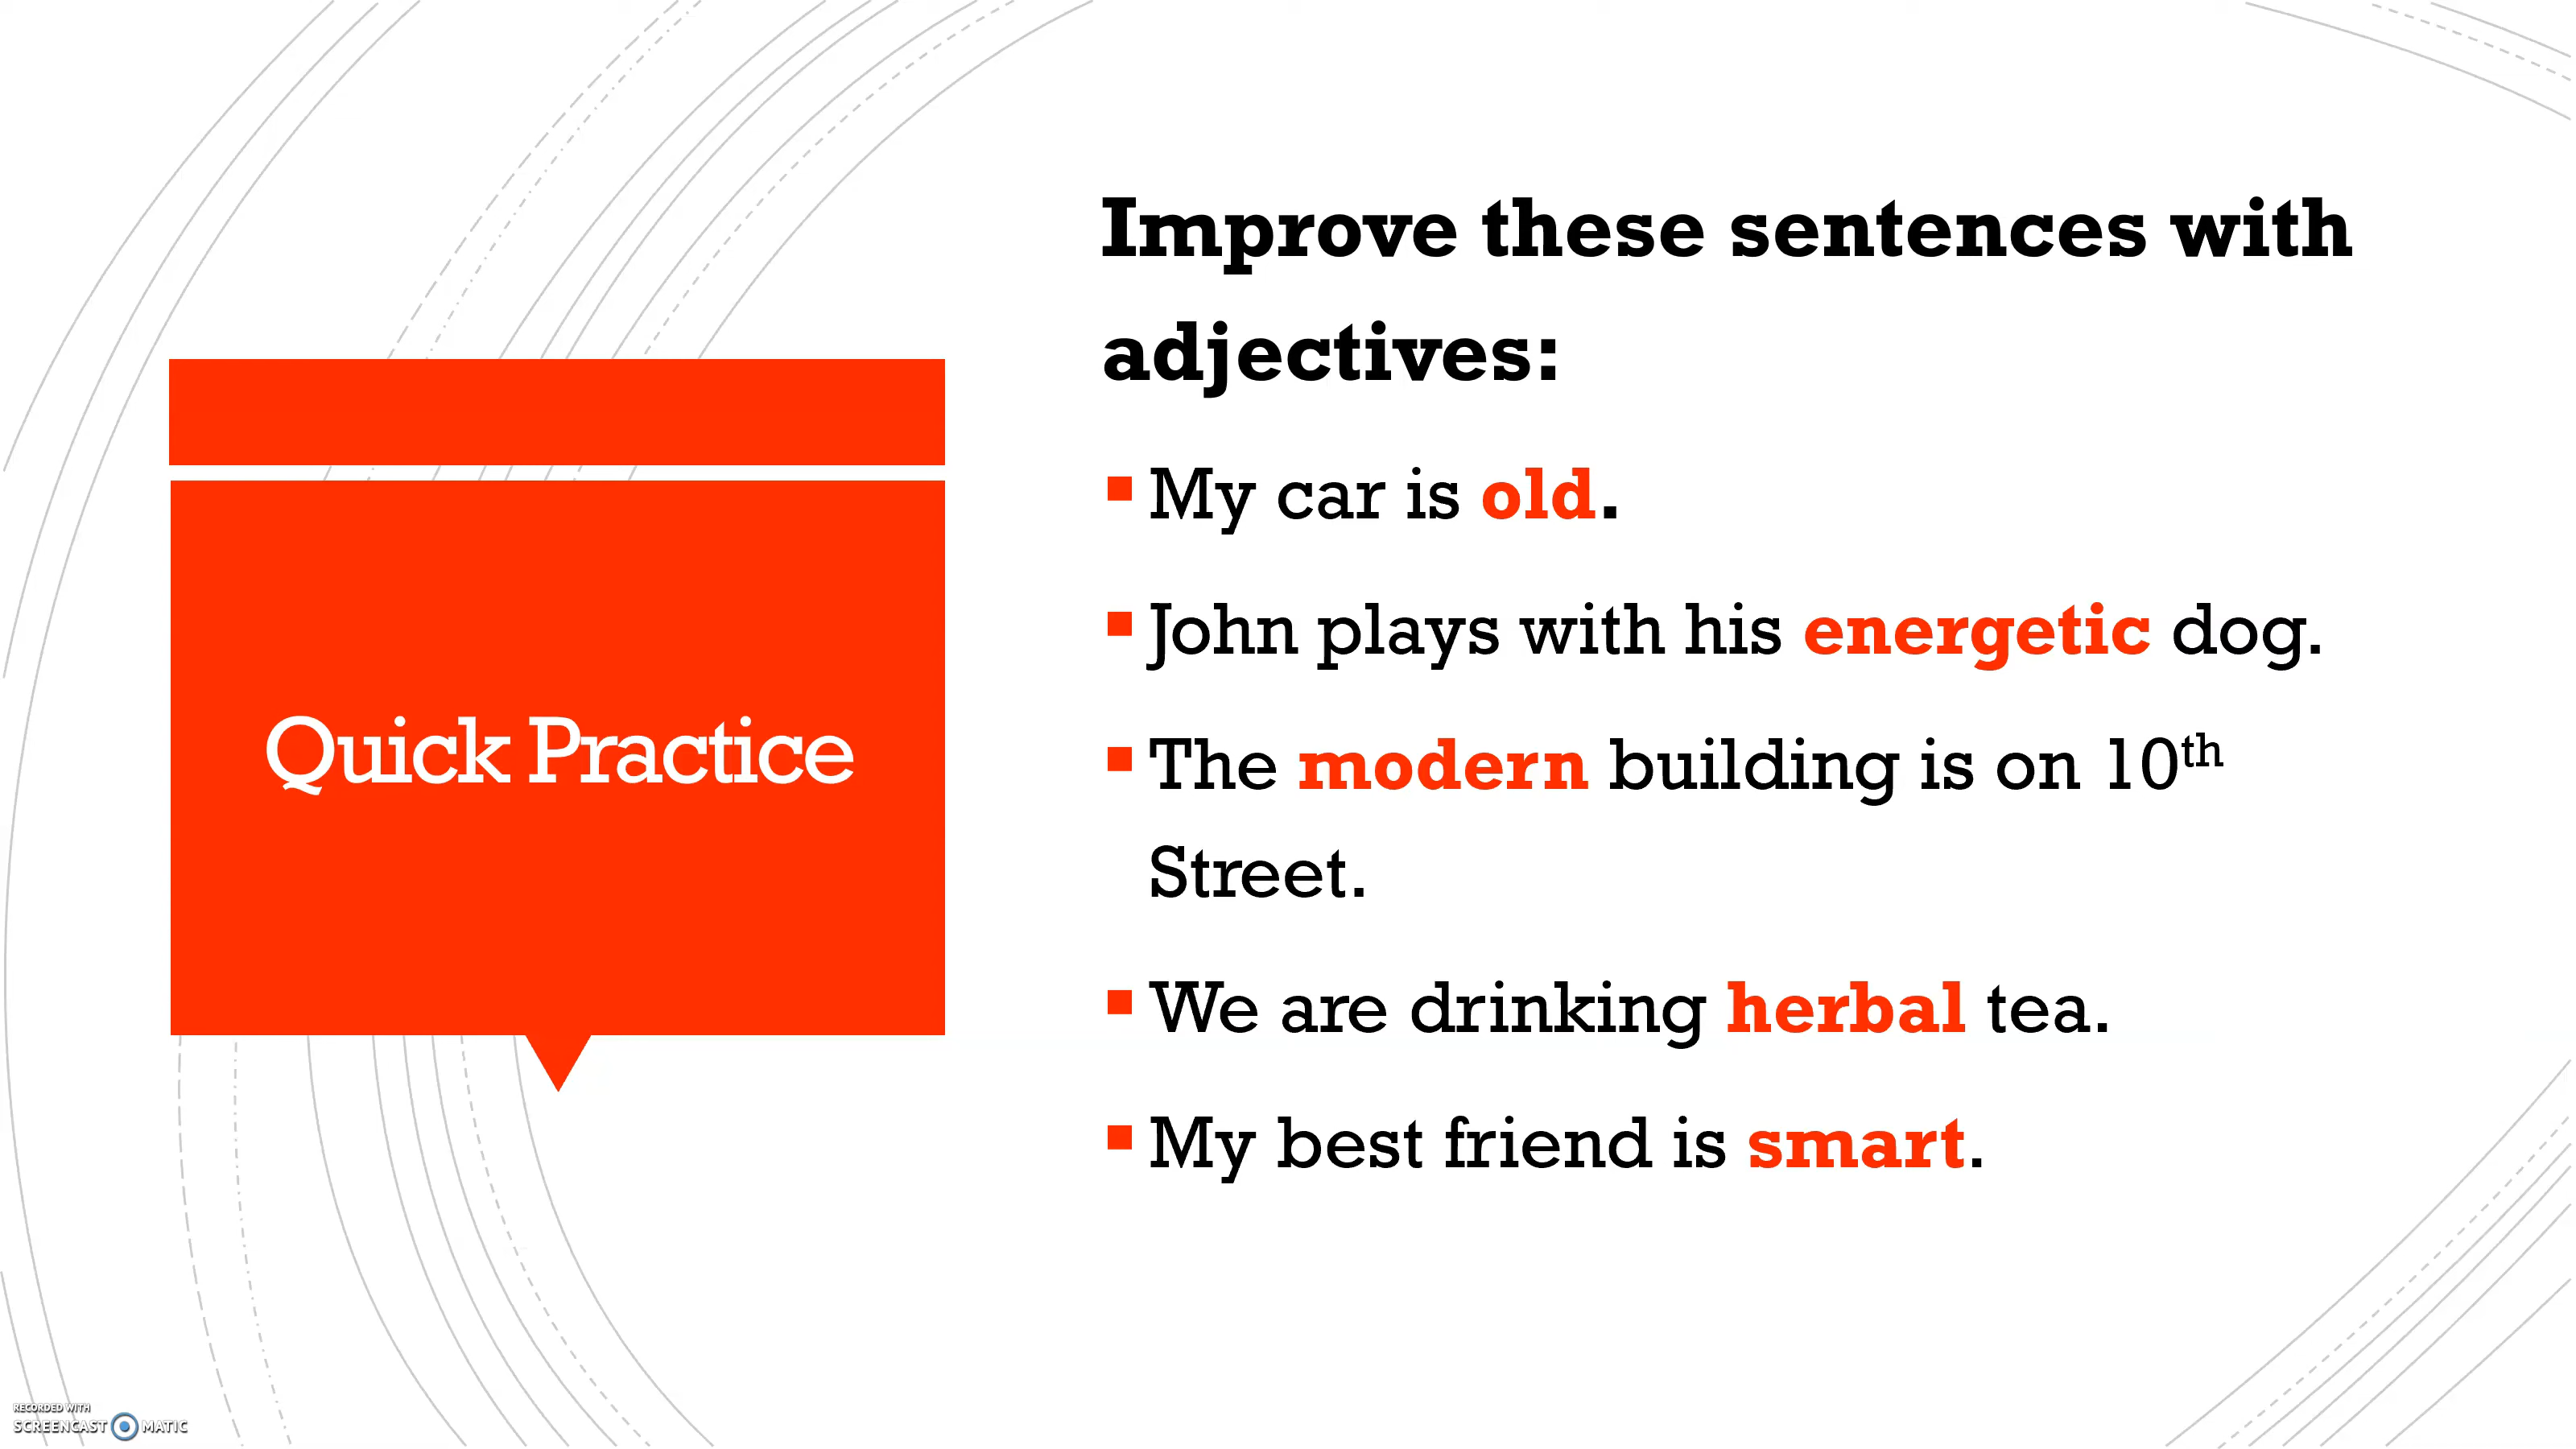 Improve these sentences with
adjectives:
▪ My car is old.
▪ John plays with his energetic dog.
▪ The modern building is on 10th
Street.
▪ We are drinking herbal tea.
▪ My best friend is smart.
Quick Practice
RECORDED WITH
SCREENCAST MATIC